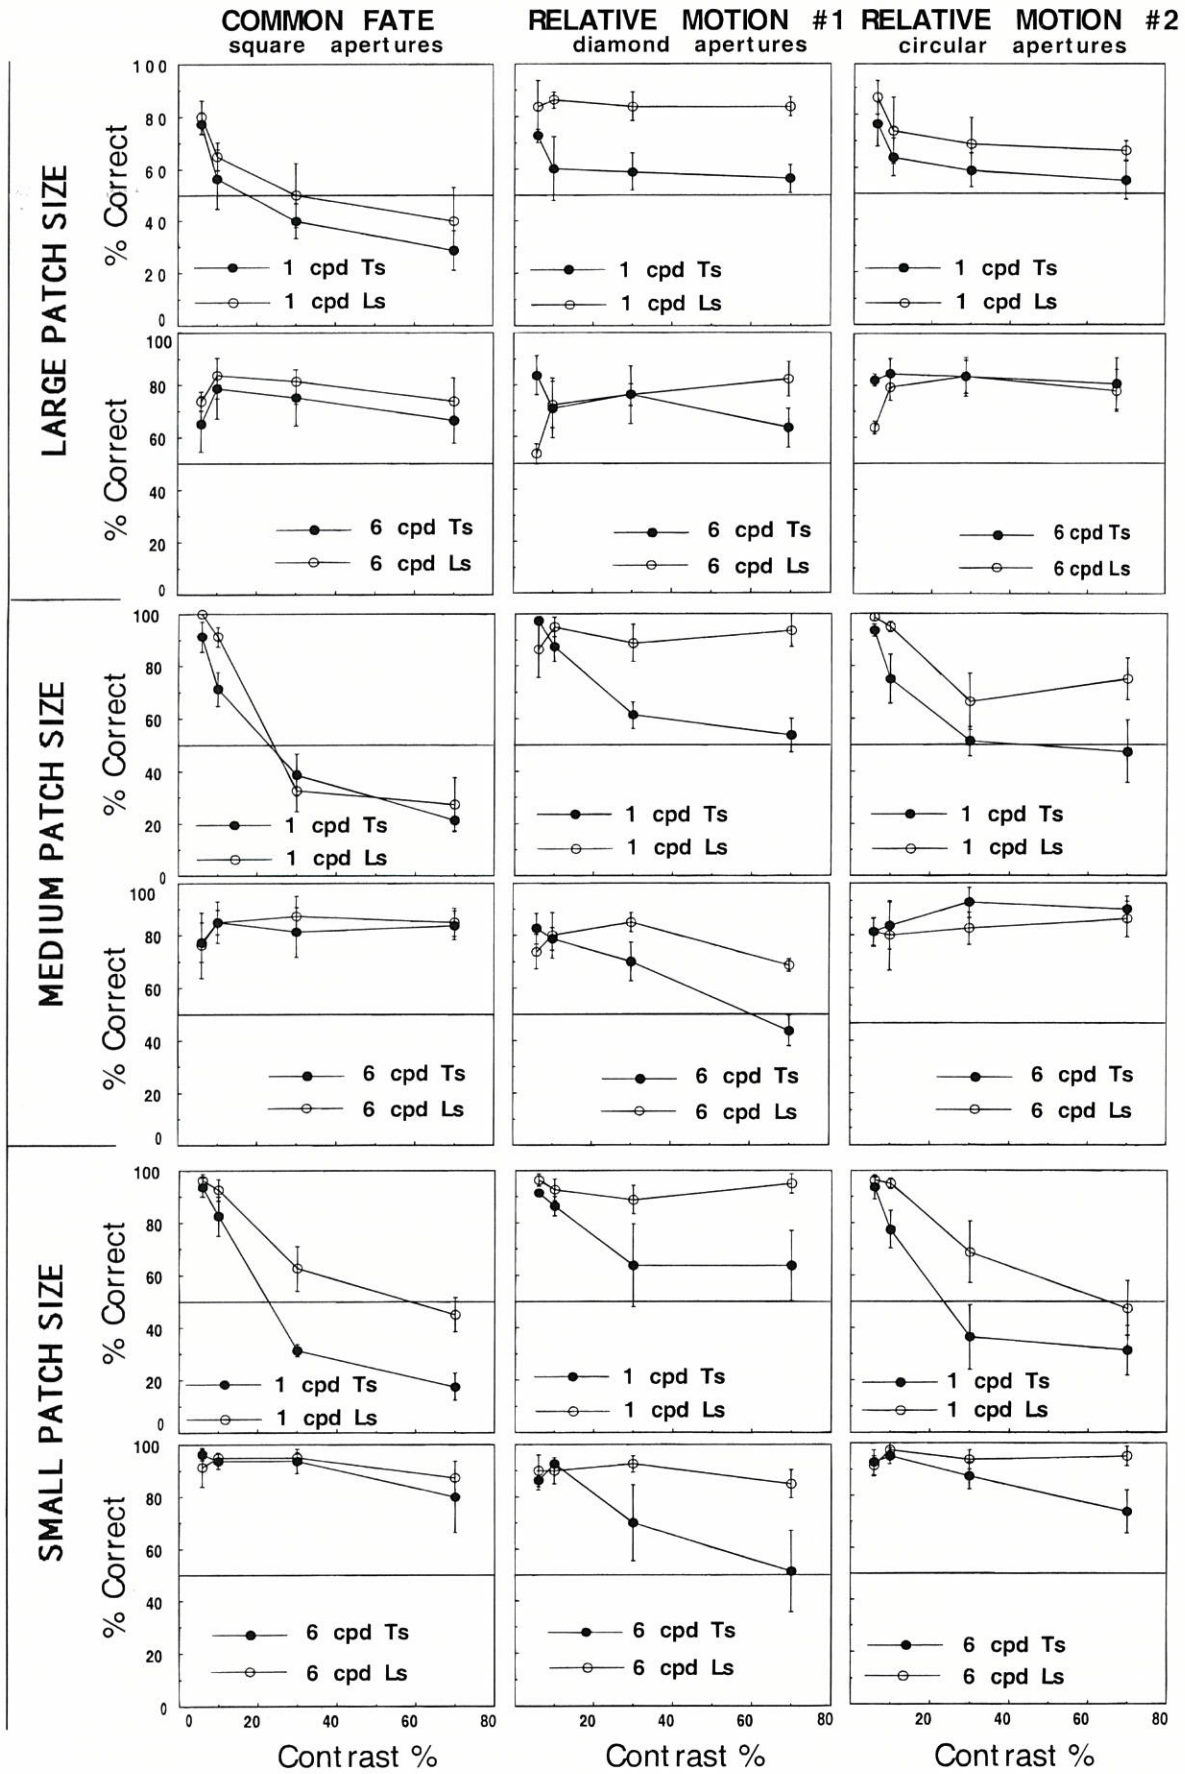 COMMON FATE RELATIVE MOTION #1 RELATIVE MOTION #2
square apertures diamond apertures circular apertures
LARGE PATCH SIZE
% Correct
100
80
60
40
20
0
1 cpd Ts
1 cpd Ls
1 cpd Ts
1 cpd Ls
1 cpd Ts
1 cpd Ls
% Correct
100
80
60
40
20
0
6 cpd Ts
6 cpd Ls
6 cpd Ts
6 cpd Ls
6 cpd Ts
6 cpd Ls
MEDIUM PATCH SIZE
% Correct
100
80
60
40
20
0
1 cpd Ts
1 cpd Ls
1 cpd Ts
1 cpd Ls
1 cpd Ts
1 cpd Ls
% Correct
100
80
60
40
20
0
6 cpd Ts
6 cpd Ls
6 cpd Ts
6 cpd Ls
6 cpd Ts
6 cpd Ls
SMALL PATCH SIZE
% Correct
100
80
60
40
20
0
1 cpd Ts
1 cpd Ls
1 cpd Ts
1 cpd Ls
1 cpd Ts
1 cpd Ls
% Correct
100
80
60
40
20
0
6 cpd Ts
6 cpd Ls
6 cpd Ts
6 cpd Ls
6 cpd Ts
6 cpd Ls
0 20 40 60 80 20 40 60 80 20 40 60 80
Contrast % Contrast % Contrast %